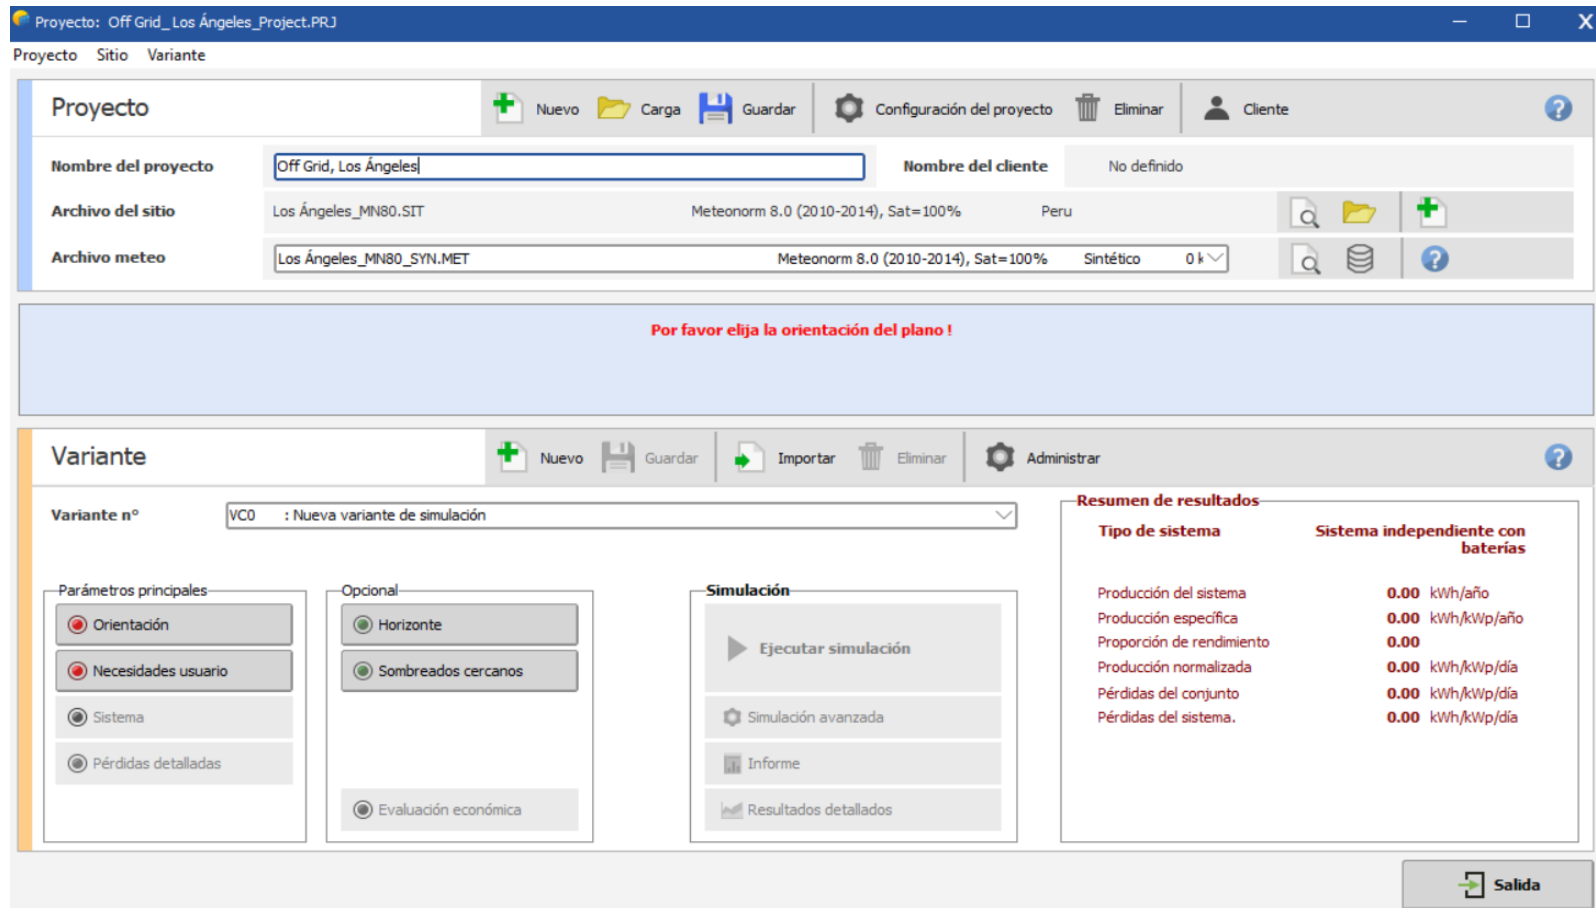 Proyecto: Off Grid_ Los Ángeles_Project.PRJ
Proyecto Sitio Variante
Proyecto Nuevo Carga Guardar Configuración del proyecto Eliminar Cliente
Nombre del proyecto Off Grid, Los Ángeles Nombre del cliente No definido
Archivo del sitio Los Ángeles_MN80.SIT Meteonorm 8.0 (2010-2014), Sat=100% Peru
Archivo meteo Los Ángeles_MN80_SYN.MET Meteonorm 8.0 (2010-2014), Sat=100% Sintético 0 k
Por favor elija la orientación del plano !
Variante Nuevo Guardar Importar Eliminar Administrar
Variante n° VC0 : Nueva variante de simulación
Resumen de resultados
Tipo de sistema Sistema independiente con
baterías
Producción del sistema 0.00 kWh/año
Producción específica 0.00 kWh/kWp/año
Proporción de rendimiento 0.00
Producción normalizada 0.00 kWh/kWp/día
Pérdidas del conjunto 0.00 kWh/kWp/día
Pérdidas del sistema. 0.00 kWh/kWp/día
Parámetros principales
Orientación
Necesidades usuario
Sistema
Pérdidas detalladas
Opcional
Horizonte
Sombreados cercanos
Evaluación económica
Simulación
Ejecutar simulación
Simulación avanzada
Informe
Resultados detallados
Salida